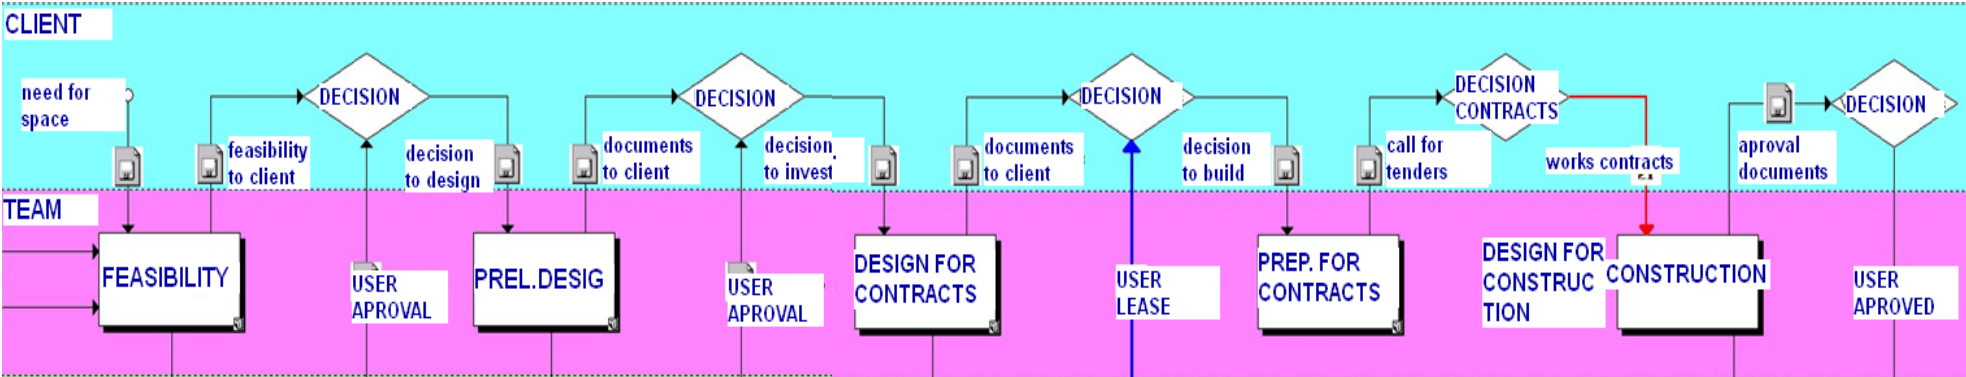 CLIENT
need for
space
feasibility
to client
DECISION
decision
to design
documents
to client
DECISION
decision
to invest
documents
to client
DECISION
decision
to build
call for
tenders
DECISION
CONTRACTS
works contracts
aproval
documents
DECISION
TEAM
FEASIBILITY
USER
APROVAL
PREL.DESIG
USER
APROVAL
DESIGN FOR
CONTRACTS
USER
LEASE
PREP. FOR
CONTRACTS
DESIGN FOR
CONSTRUC
TION
CONSTRUCTION
USER
APROVED